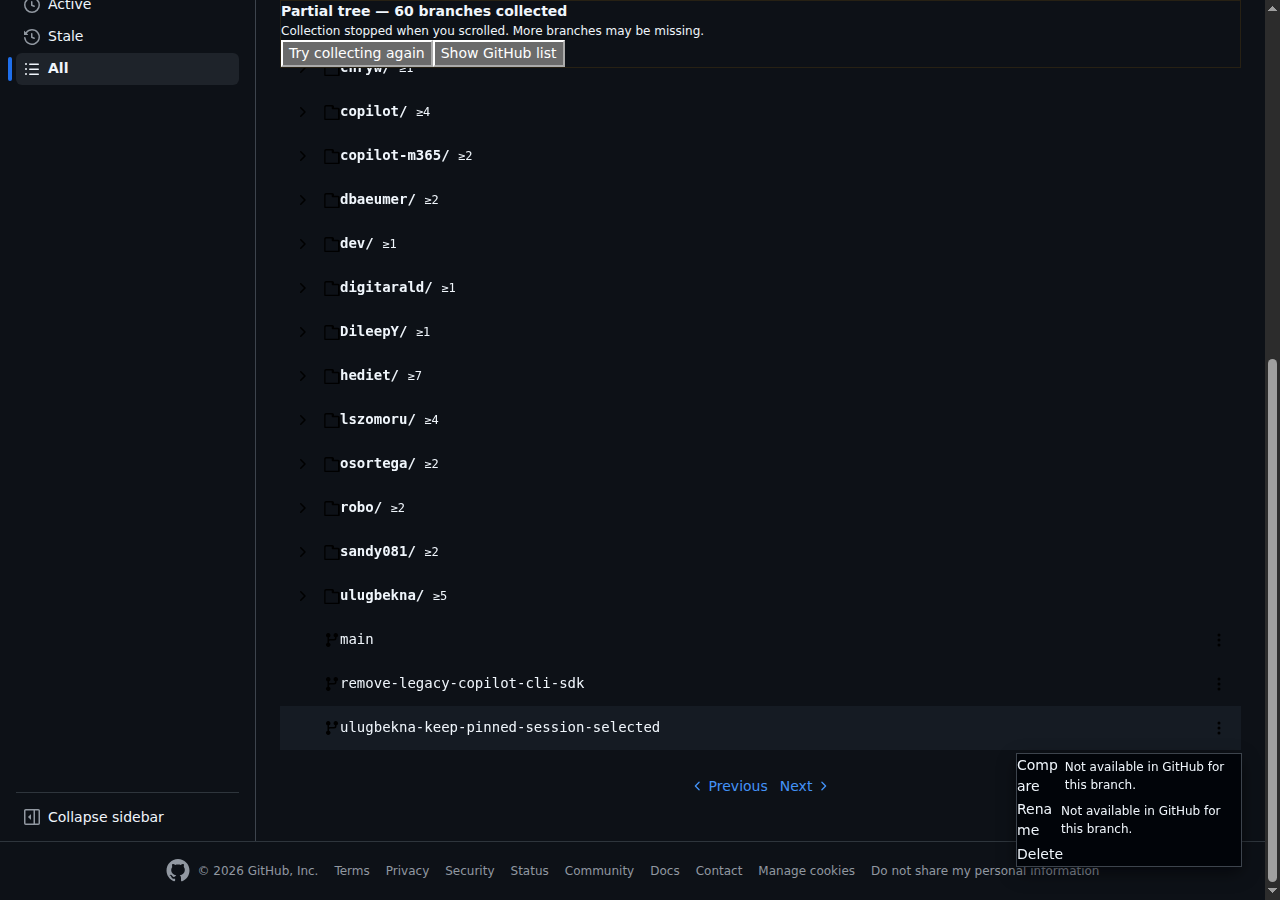 Active
Stale
All
Partial tree — 60 branches collected
Collection stopped when you scrolled. More branches may be missing.
Try collecting again
Show GitHub list
copilot/ ≥4
copilot-m365/ ≥2
dbaeumer/ ≥2
dev/ ≥1
digitarald/ ≥1
DileepY/ ≥1
hediet/ ≥7
lszomoru/ ≥4
osortega/ ≥2
robo/ ≥2
sandy081/ ≥2
ulugbekna/ ≥5
main
remove-legacy-copilot-cli-sdk
ulugbekna-keep-pinned-session-selected
Previous Next
Comp
are
Not available in GitHub for
this branch.
Rena
me
Not available in GitHub for
this branch.
Delete
Collapse sidebar
© 2026 GitHub, Inc. Terms Privacy Security Status Community Docs Contact Manage cookies Do not share my personal information